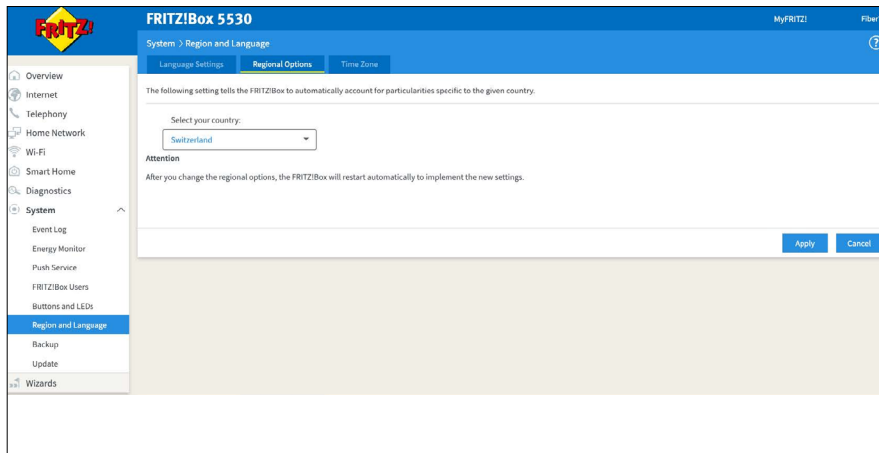 FRITZ!
FRITZ!Box 5530
MyFRITZ!
Fiber
System > Region and Language
Language Settings
Regional Options
Time Zone
Overview
Internet
Telephony
Home Network
Wi-Fi
Smart Home
Diagnostics
System
Event Log
Energy Monitor
Push Service
FRITZ!Box Users
Buttons and LEDs
Region and Language
Backup
Update
Wizards
The following setting tells the FRITZ!Box to automatically account for particularities specific to the given country.
Select your country:
Switzerland
Attention
After you change the regional options, the FRITZ!Box will restart automatically to implement the new settings.
Apply
Cancel